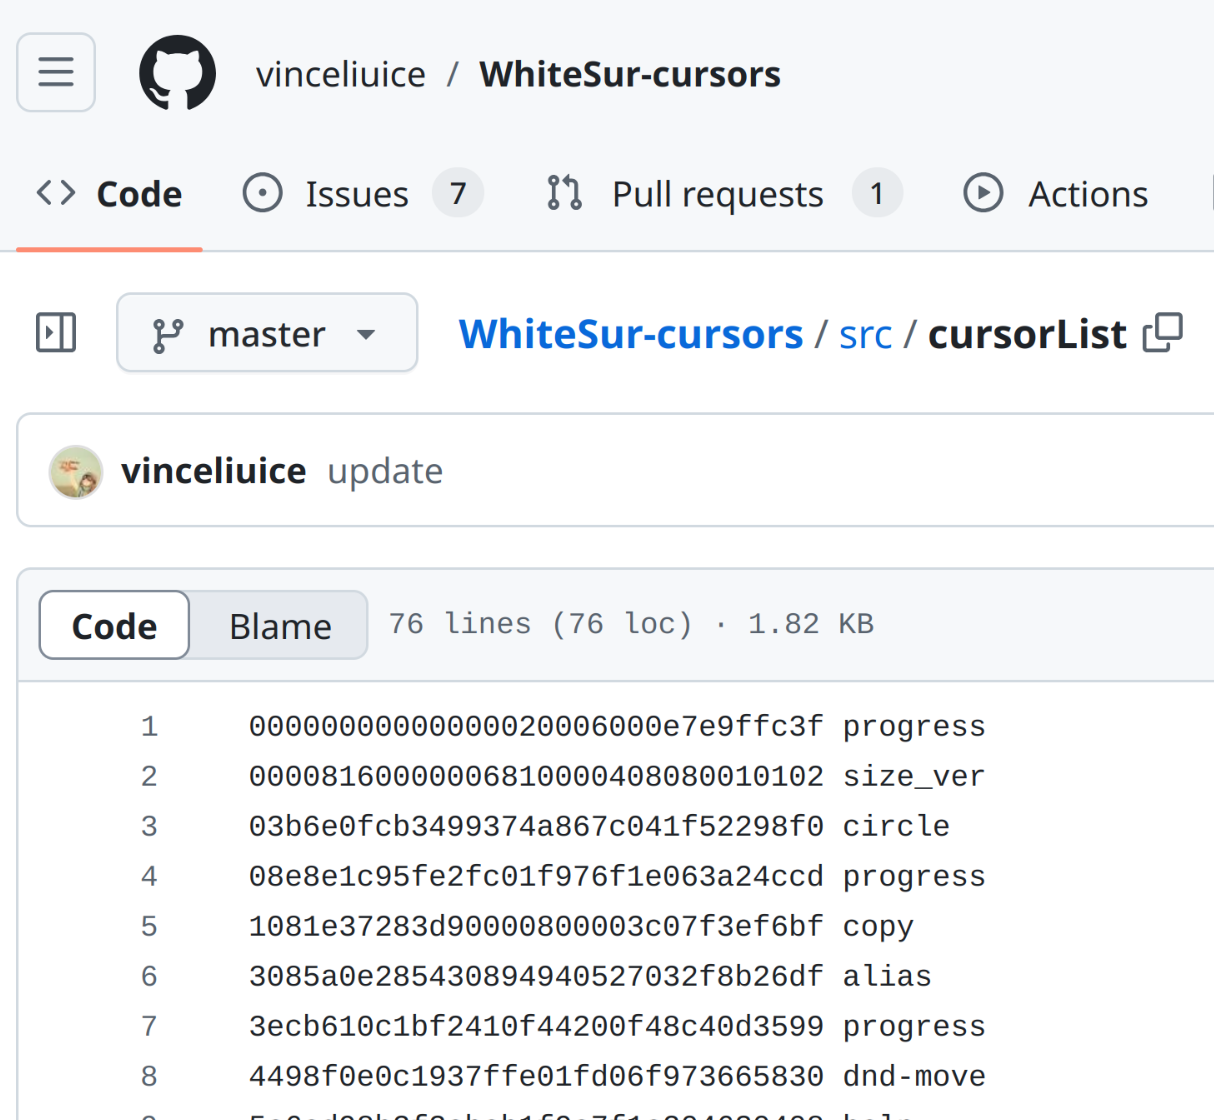 vinceliuice / WhiteSur-cursors
Code Issues 7 Pull requests 1 Actions
master WhiteSur-cursors / src / cursorList
vinceliuice update
Code Blame 76 lines (76 loc) · 1.82 KB
1 00000000000000020006000e7e9ffc3f progress
2 00008160000006810000408080010102 size_ver
3 03b6e0fcb3499374a867c041f52298f0 circle
4 08e8e1c95fe2fc01f976f1e063a24ccd progress
5 1081e37283d90000800003c07f3ef6bf copy
6 3085a0e285430894940527032f8b26df alias
7 3ecb610c1bf2410f44200f48c40d3599 progress
8 4498f0e0c1937ffe01fd06f973665830 dnd-move